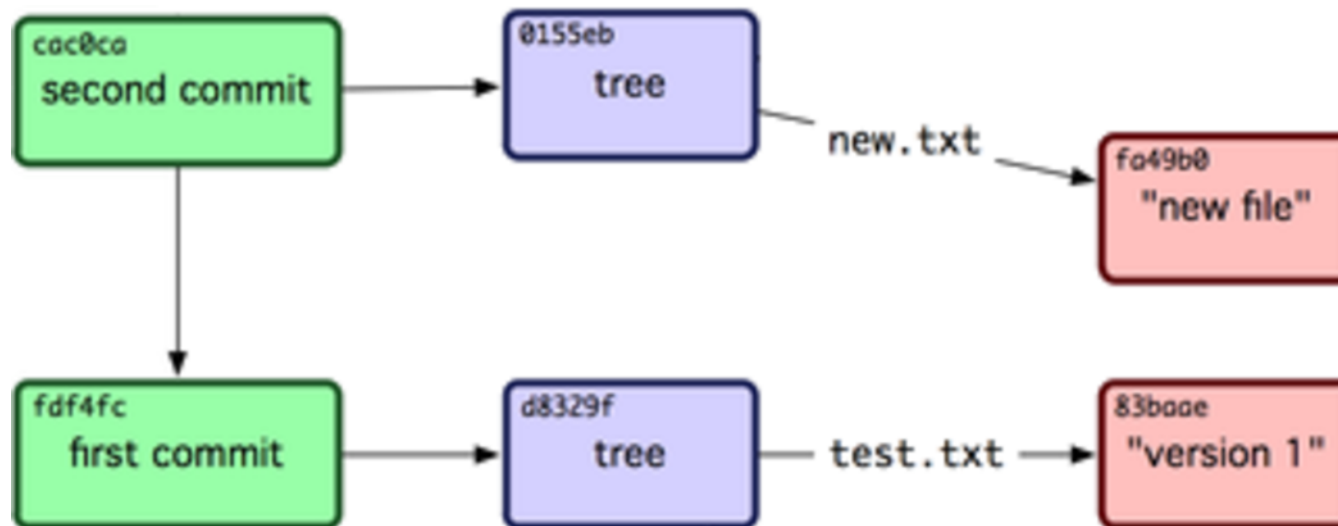 cac0ca
second commit
0155eb
tree
new.txt
fa49b0
"new file"
fdf4fc
first commit
d8329f
tree
test.txt
83baae
"version 1"